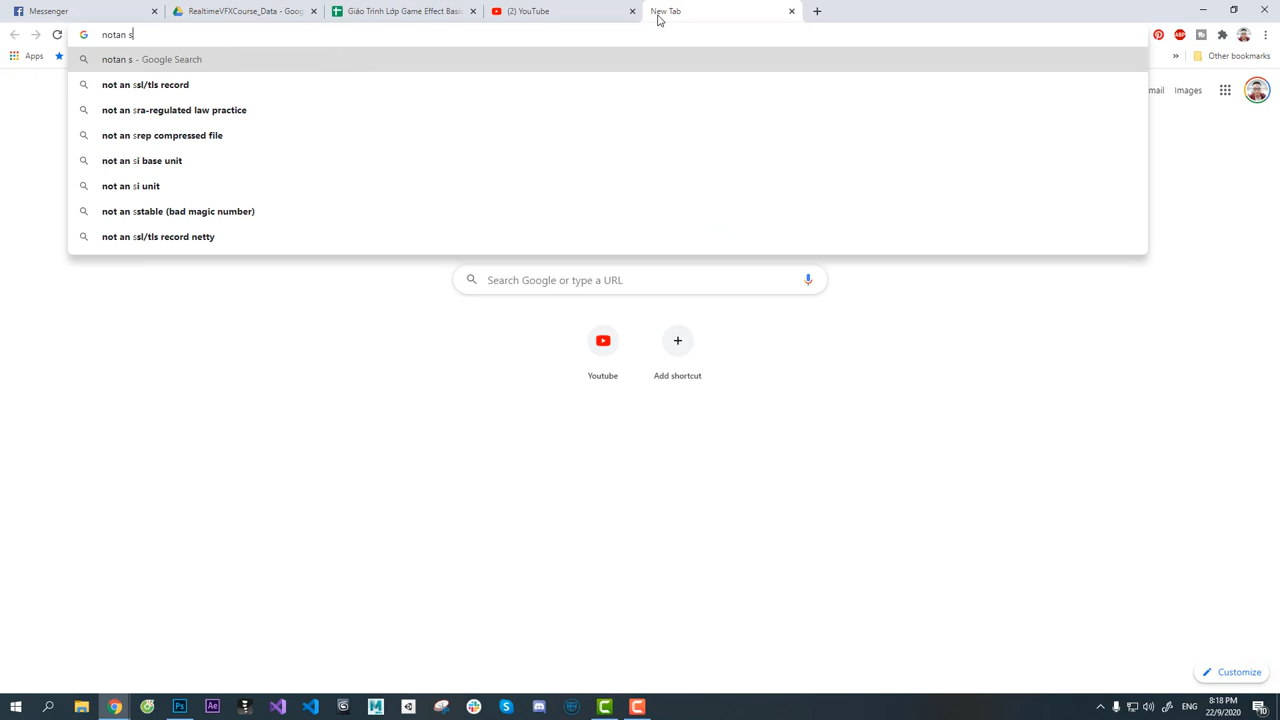 Messenger
RealtimeVFXCourse_Data - Goog
Giáo Trình Lớp Game Effect Basic
(2) YouTube
New Tab
notan s
Apps
Other bookmarks
notan s - Google Search
not an ssl/tls record
not an sra-regulated law practice
not an srep compressed file
not an si base unit
not an si unit
not an sstable (bad magic number)
not an ssl/tls record netty
mail
Images
Search Google or type a URL
Youtube
Add shortcut
Customize
ENG
8:18 PM
22/9/2020